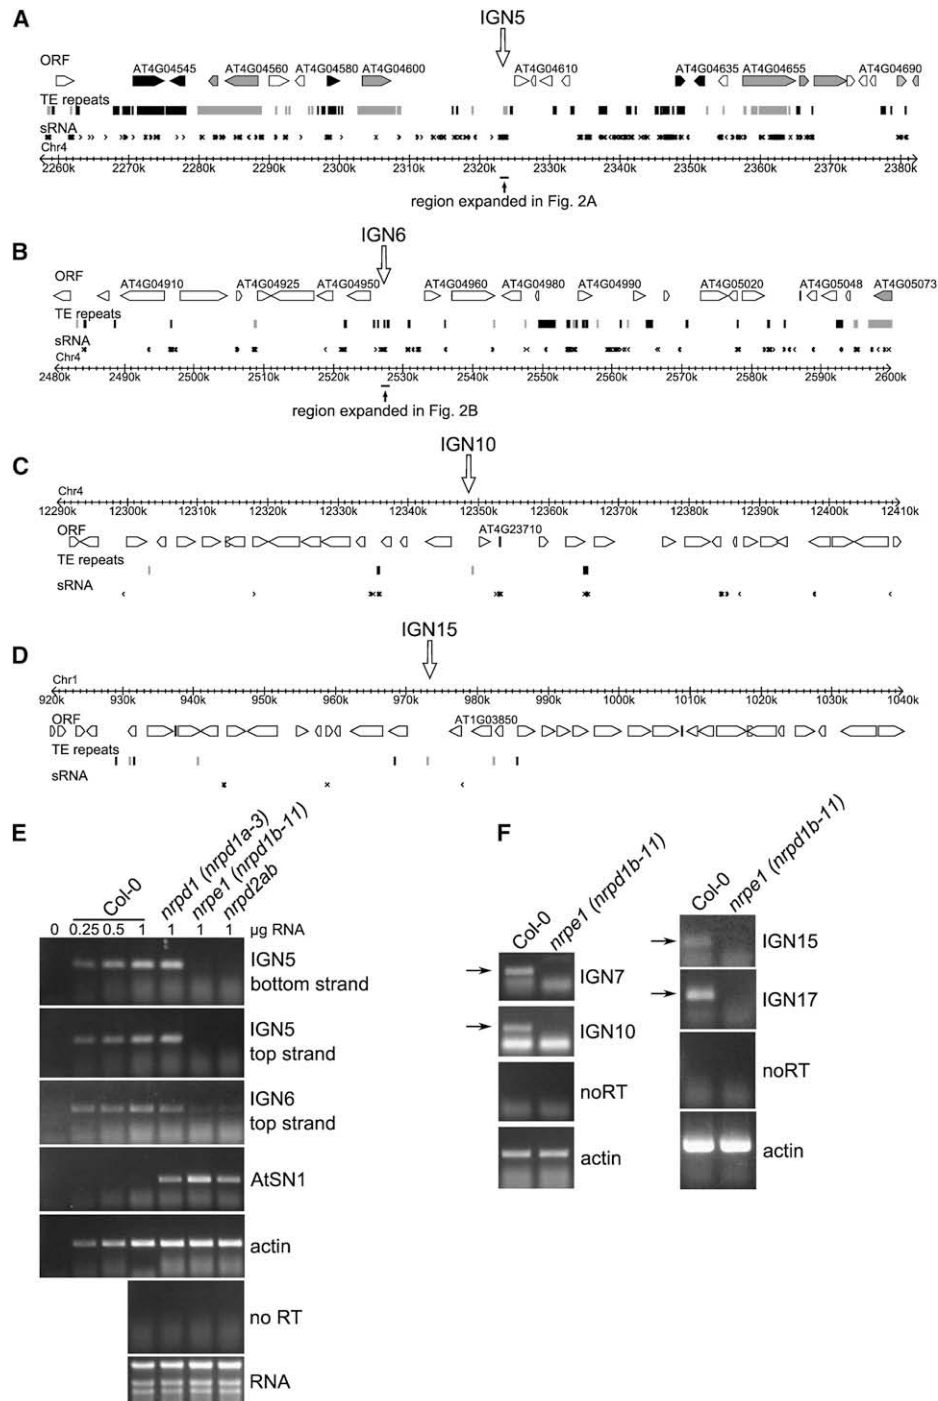 A
IGN5
ORF
AT4G04545 AT4G04560 AT4G04580 AT4G04600 AT4G04610 AT4G04635 AT4G04655 AT4G04690
TE repeats
sRNA
Chr4
2260k 2270k 2280k 2290k 2300k 2310k 2320k 2330k 2340k 2350k 2360k 2370k 2382k
region expanded in Fig. 2A
B
IGN6
ORF
AT4G04910 AT4G04925 AT4G04950 AT4G04960 AT4G04980 AT4G04990 AT4G05020 AT4G05048 AT4G05073
TE repeats
sRNA
Chr4
2480k 2490k 2510k 2520k 2530k 2540k 2550k 2560k 2570k 2580k 2590k 2600k
region expanded in Fig. 2B
C
IGN10
Chr4
12290k 12300k 12310k 12320k 12330k 12340k 12350k 12360k 12370k 12380k 12390k 12400k 12410k
ORF
AT4G23710
TE repeats
sRNA
D
IGN15
Chr1
920k 930k 940k 950k 960k 970k 980k 990k 1000k 1010k 1020k 1030k 1040k
ORF
AT1G03850
TE repeats
sRNA
E
Col-0
nrpd1 (nrpd1a-3)
nrpe1 (nrpd1b-11)
nrpd2ab
0 0.25 0.5 1 1 1 1 µg RNA
IGN5
bottom strand
IGN5
top strand
IGN6
top strand
AtSN1
actin
no RT
RNA
F
Col-0
nrpe1 (nrpd1b-11)
IGN7
IGN10
noRT
actin
Col-0
nrpe1 (nrpd1b-11)
IGN15
IGN17
noRT
actin